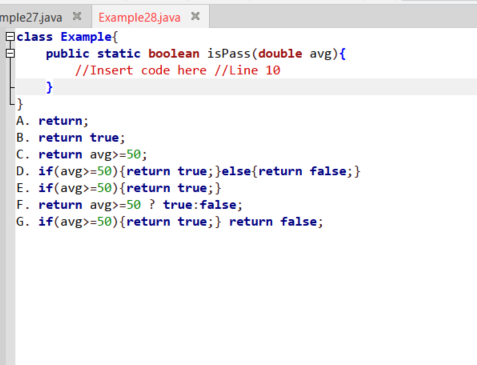 mple27.java Example28.java
class Example{
public static boolean isPass(double avg){
//Insert code here //Line 10
}
}
A. return;
B. return true;
C. return avg>=50;
D. if(avg>=50){return true;}else{return false;}
E. if(avg>=50){return true;}
F. return avg>=50 ? true:false;
G. if(avg>=50){return true;} return false;